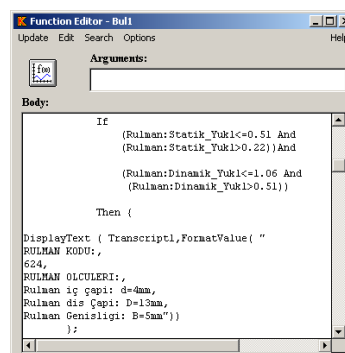 Function Editor - Bul1
Update Edit Search Options Help
Arguments:
Body:
If
(Rulman:Statik_Yuk1<=0.51 And
(Rulman:Statik_Yuk1>0.22))And
(Rulman:Dinamik_Yuk1<=1.06 And
(Rulman:Dinamik_Yuk1>0.51))
Then {
DisplayText ( Transcript1,FormatValue( "
RULMAN KODU:,
624,
RULMAN OLCULERI:,
Rulman iç çapi: d=4mm,
Rulman dis Çapi: D=13mm,
Rulman Genisligi: B=5mm"))
};